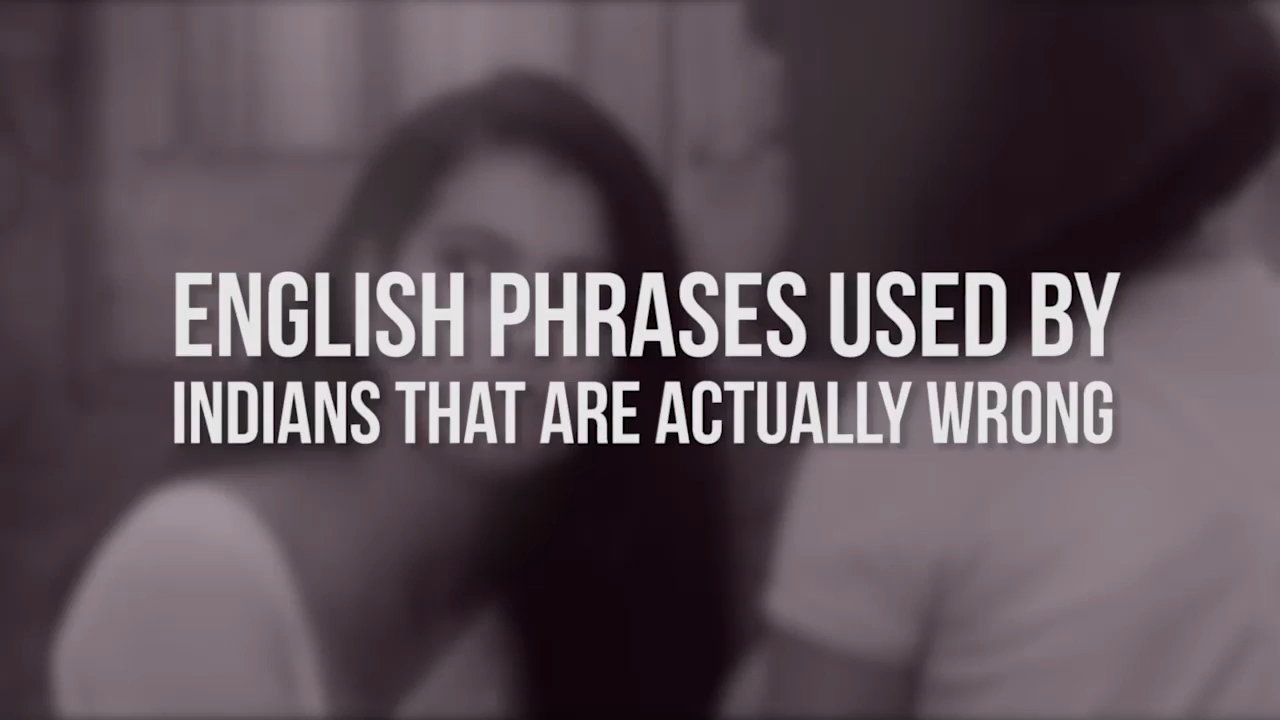 ENGLISH PHRASES USED BY
INDIANS THAT ARE ACTUALLY WRONG